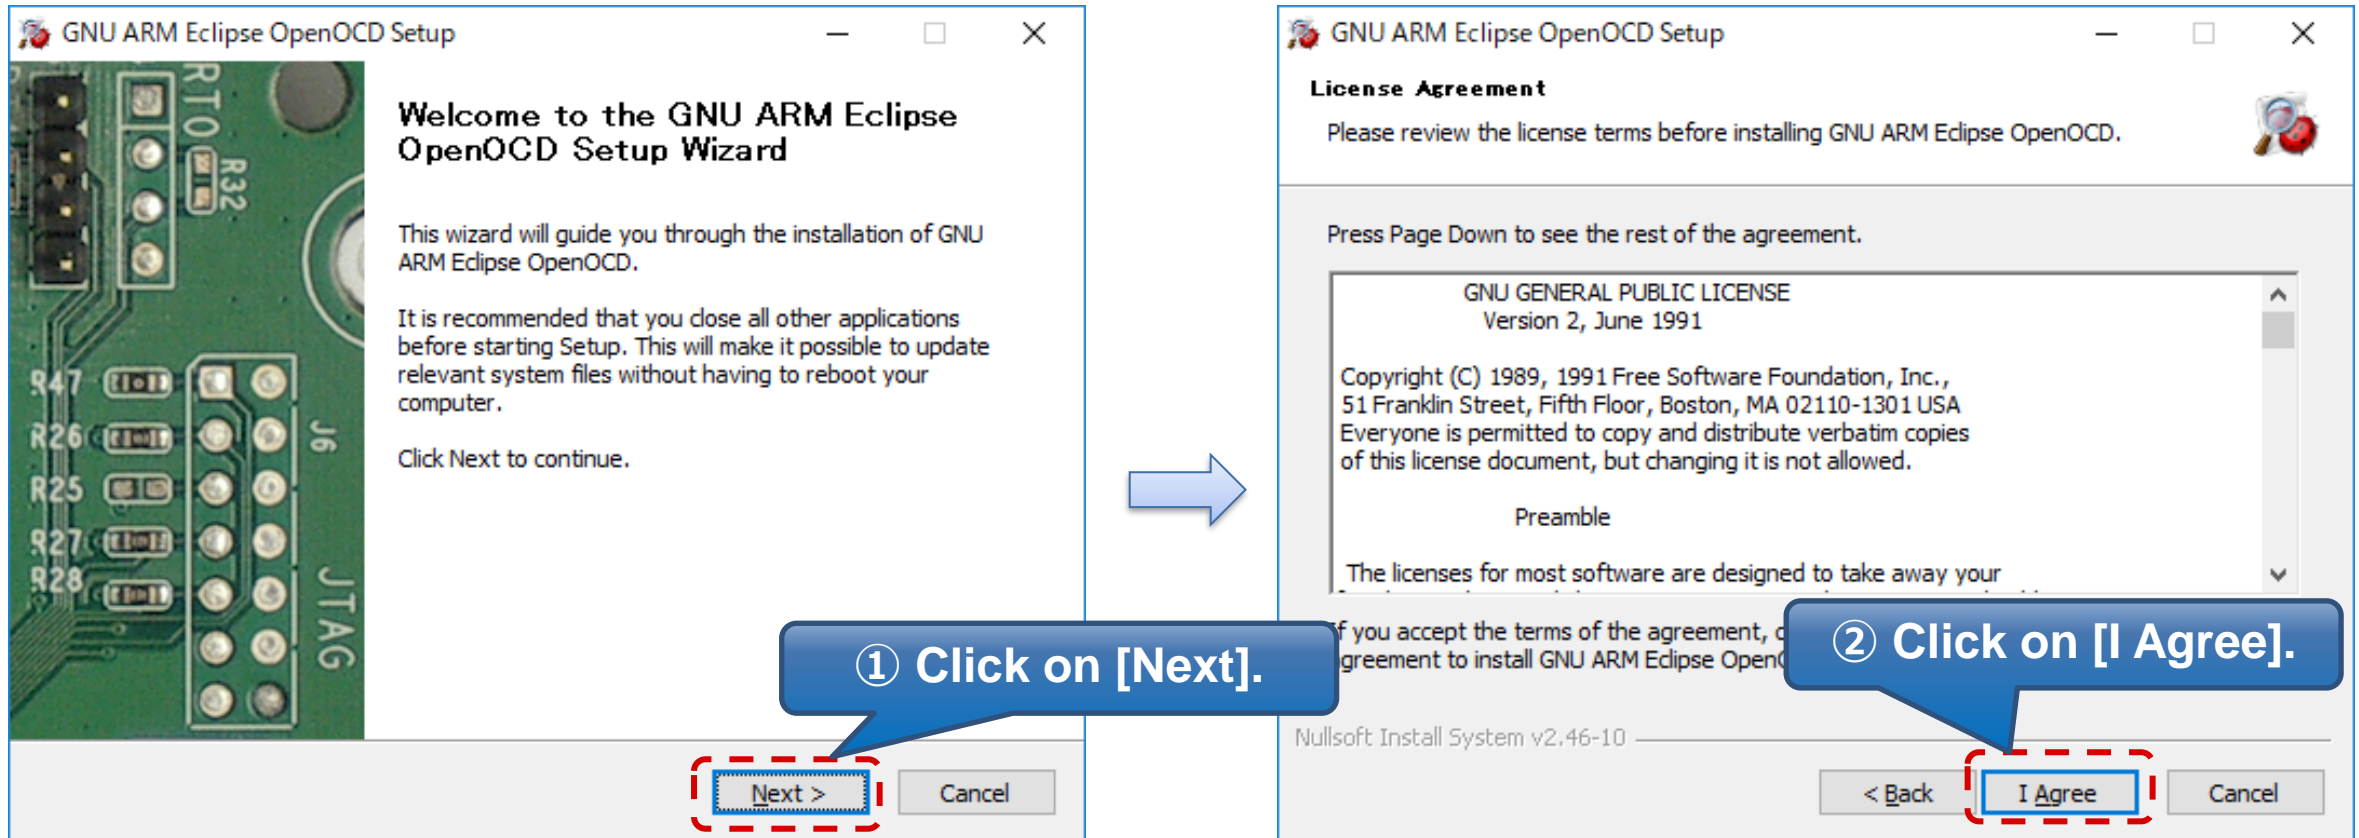 GNU ARM Eclipse OpenOCD Setup
RTO
R32
R47
R26
R25
R27
R28
J6
JTAG
Welcome to the GNU ARM Eclipse
OpenOCD Setup Wizard
This wizard will guide you through the installation of GNU
ARM Eclipse OpenOCD.
It is recommended that you close all other applications
before starting Setup. This will make it possible to update
relevant system files without having to reboot your
computer.
Click Next to continue.
① Click on [Next].
Next >
Cancel
GNU ARM Eclipse OpenOCD Setup
License Agreement
Please review the license terms before installing GNU ARM Eclipse OpenOCD.
Press Page Down to see the rest of the agreement.
GNU GENERAL PUBLIC LICENSE
Version 2, June 1991
Copyright (C) 1989, 1991 Free Software Foundation, Inc.,
51 Franklin Street, Fifth Floor, Boston, MA 02110-1301 USA
Everyone is permitted to copy and distribute verbatim copies
of this license document, but changing it is not allowed.
Preamble
The licenses for most software are designed to take away your
If you accept the terms of the agreement,
agreement to install GNU ARM Eclipse
② Click on [I Agree].
Nullsoft Install System v2.46-10
< Back
I Agree
Cancel